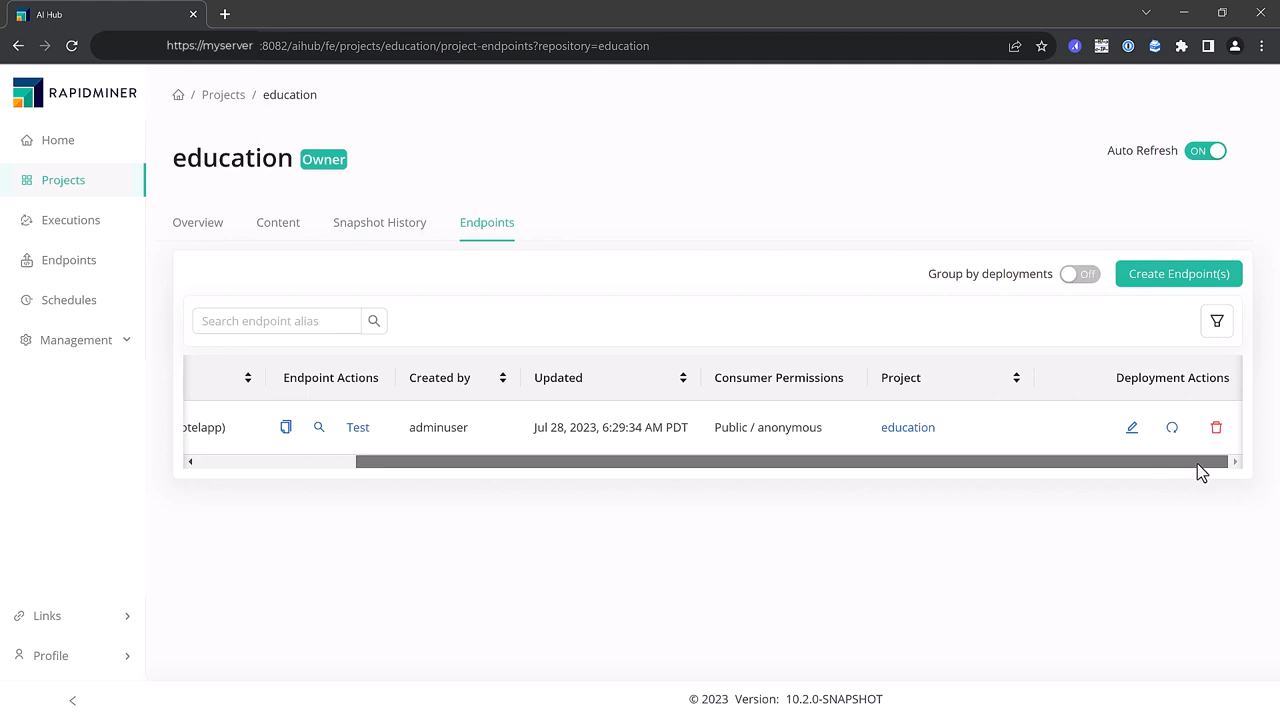 AI Hub
https://myserver :8082/aihub/fe/projects/education/project-endpoints?repository=education
RAPIDMINER
/ Projects / education
Home
education Owner
Auto Refresh ON
Projects
Executions
Overview Content Snapshot History Endpoints
Endpoints
Group by deployments Off Create Endpoint(s)
Schedules
Search endpoint alias
Management
Endpoint Actions Created by Updated Consumer Permissions Project Deployment Actions
otelapp) Test adminuser Jul 28, 2023, 6:29:34 AM PDT Public / anonymous education
Links
Profile
© 2023 Version: 10.2.0-SNAPSHOT